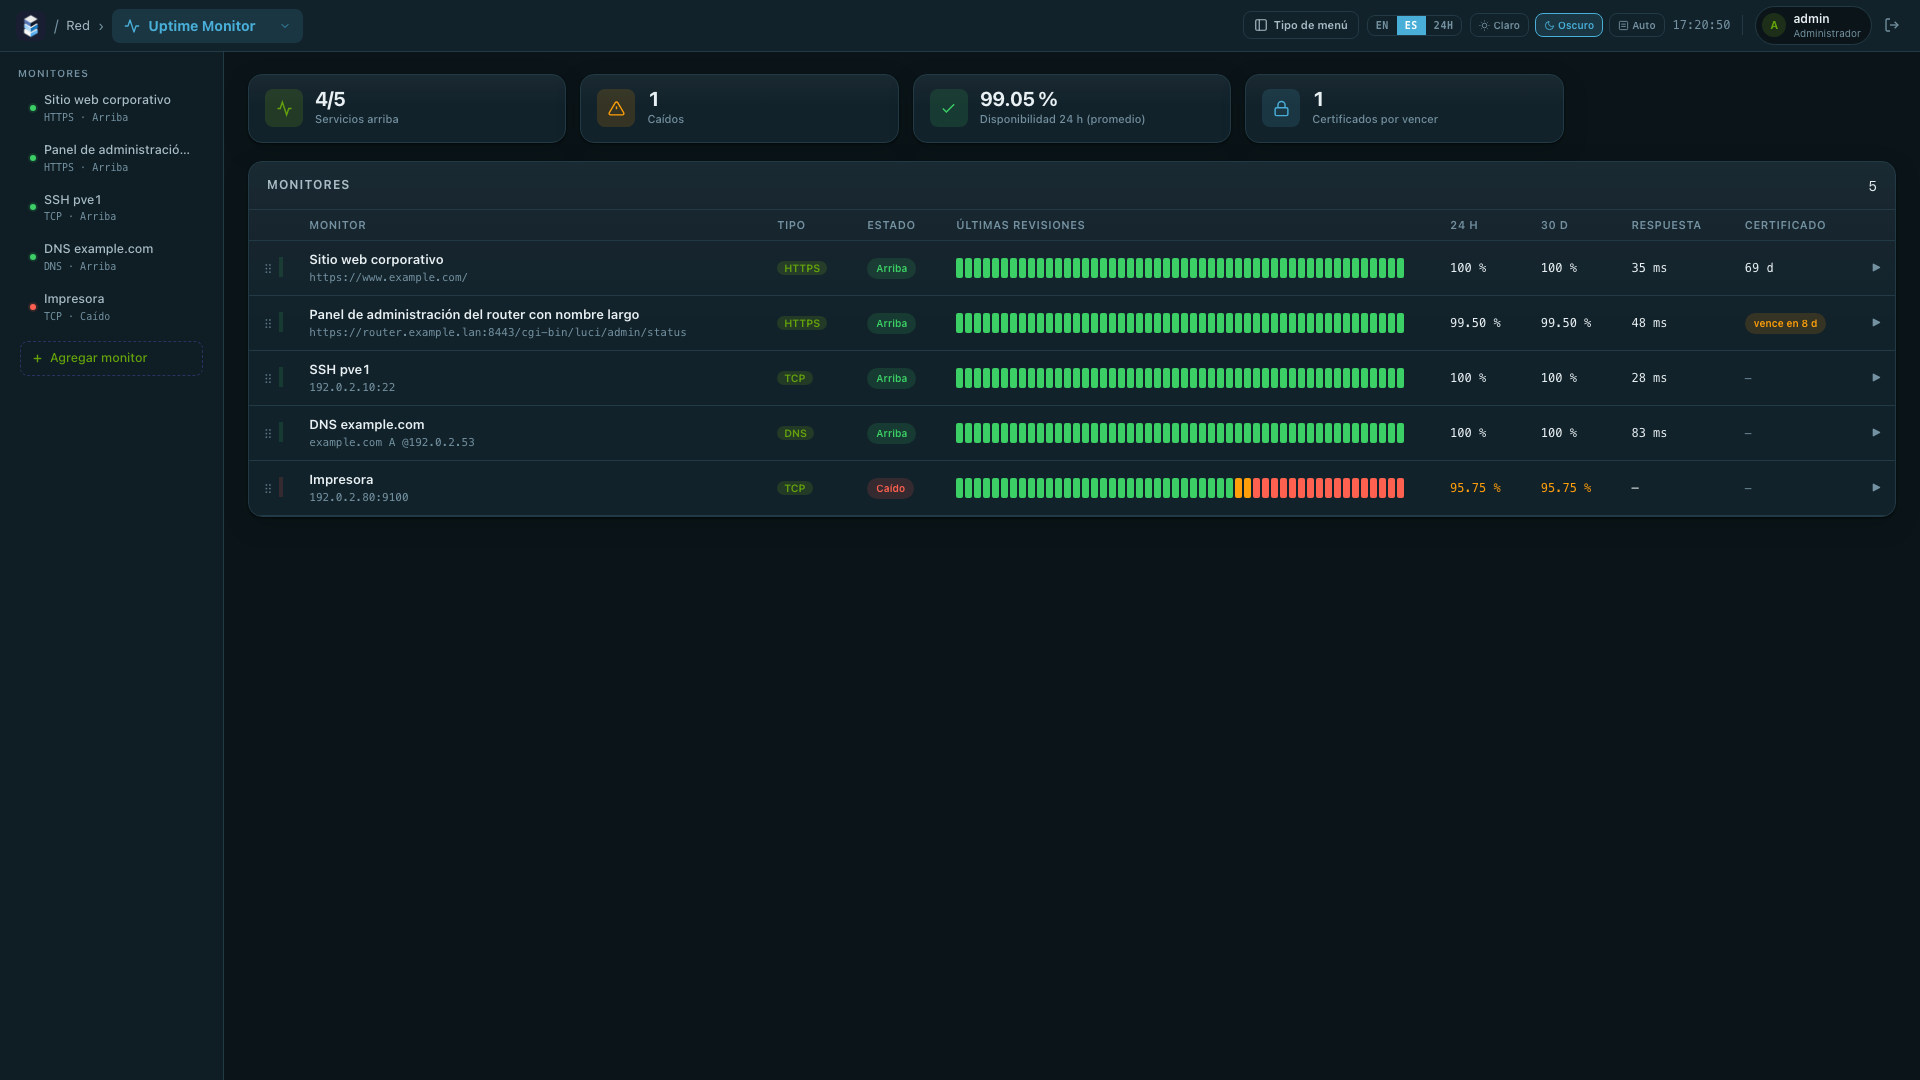 / Red › Uptime Monitor
Tipo de menú
EN ES 24H
Claro
Oscuro
Auto
17:20:50
A
admin
Administrador
MONITORES
Sitio web corporativo
HTTPS · Arriba
Panel de administració...
HTTPS · Arriba
SSH pve1
TCP · Arriba
DNS example.com
DNS · Arriba
Impresora
TCP · Caído
+ Agregar monitor
4/5
Servicios arriba
1
Caídos
99.05 %
Disponibilidad 24 h (promedio)
1
Certificados por vencer
MONITORES 5
MONITOR TIPO ESTADO ÚLTIMAS REVISIONES 24 H 30 D RESPUESTA CERTIFICADO
Sitio web corporativo
https://www.example.com/
HTTPS Arriba 100 % 100 % 35 ms 69 d
Panel de administración del router con nombre largo
https://router.example.lan:8443/cgi-bin/luci/admin/status
HTTPS Arriba 99.50 % 99.50 % 48 ms vence en 8 d
SSH pve1
192.0.2.10:22
TCP Arriba 100 % 100 % 28 ms —
DNS example.com
example.com A @192.0.2.53
DNS Arriba 100 % 100 % 83 ms —
Impresora
192.0.2.80:9100
TCP Caído 95.75 % 95.75 % — —